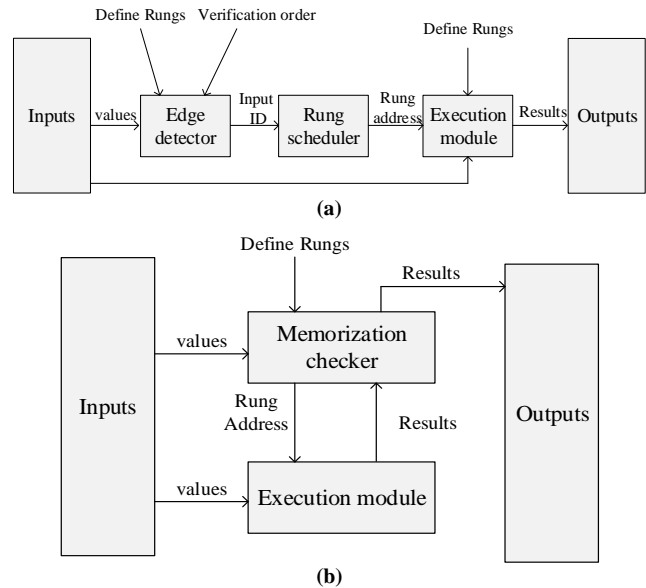 Define Rungs
Verification order
Define Rungs
Inputs
values
Edge
detector
Input
ID
Rung
scheduler
Rung
address
Execution
module
Results
Outputs
(a)
Define Rungs
Results
Memorization
checker
values
Inputs
Rung
Address
Results
Outputs
values
Execution module
(b)